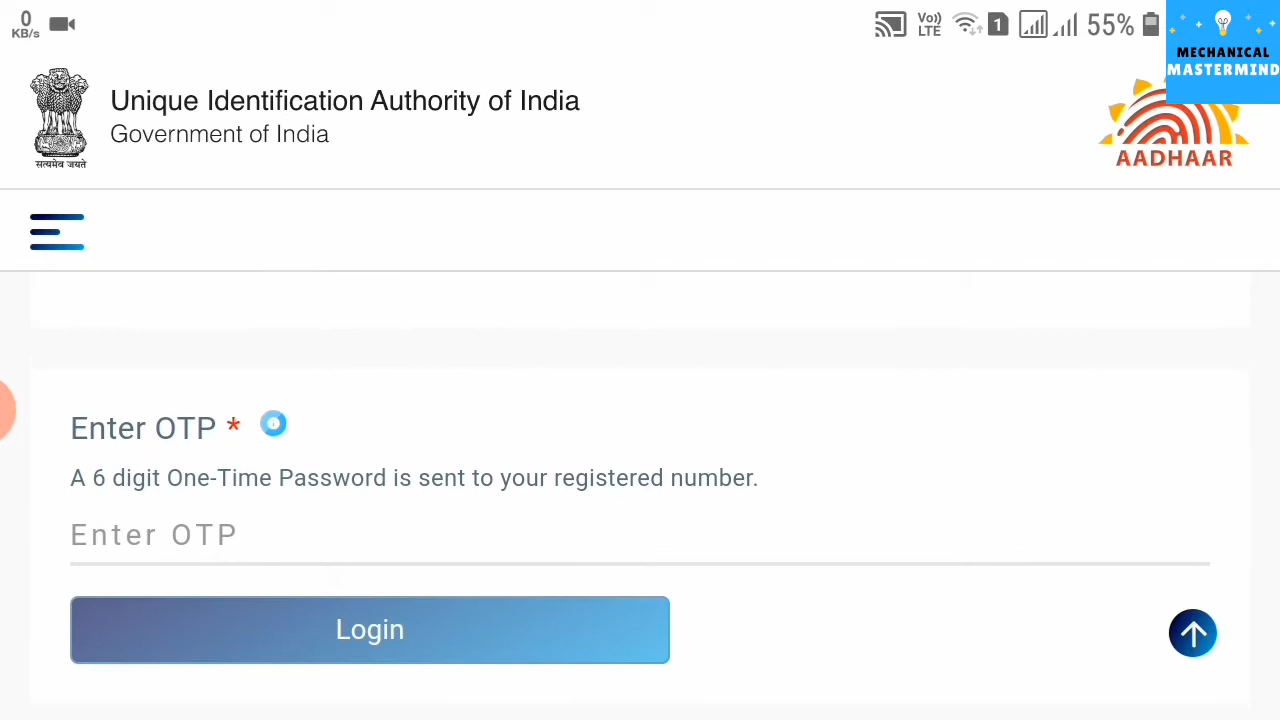 0
KB/s
Vo))
LTE
1
55%
MECHANICAL
MASTERMIND
Unique Identification Authority of India
Government of India
सत्यमेव जयते
AADHAAR
Enter OTP *
A 6 digit One-Time Password is sent to your registered number.
Enter OTP
Login